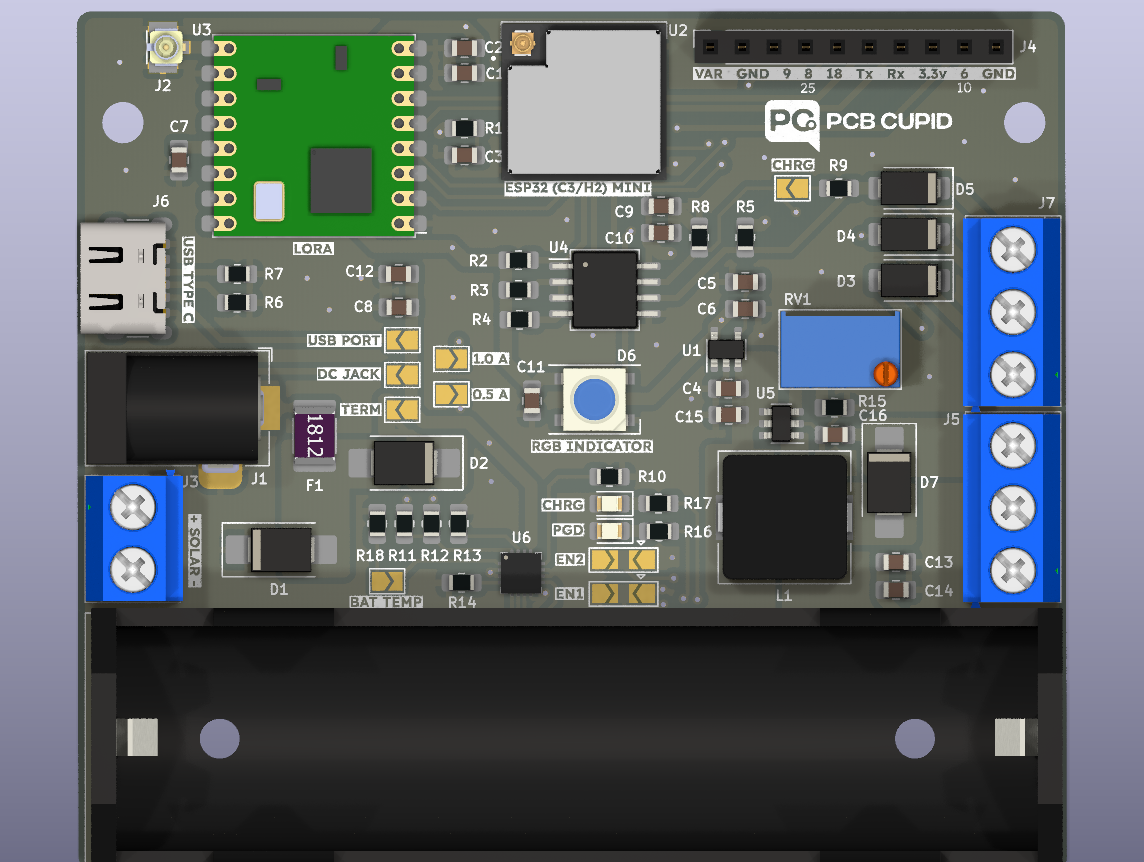 U3
C2
U2
J4
J2
C1
VAR GND 9 8 18 Tx Rx 3.3v 6 GND
25 10
C7
R1
PC PCB CUPID
C3
CHRG
R9
ESP32 (C3/H2) MINI
D5
J6
C9
R8
R5
J7
LORA
C10
D4
USB TYPE C
U4
R2
R7
C12
C5
D3
R3
R6
C8
C6
RV1
R4
USB PORT
1.0 A
U1
D6
DC JACK
C11
0.5 A
C4
U5
TERM
R15
C15
C16
J5
1812
RGB INDICATOR
D2
J3
J1
F1
R10
D7
CHRG
R17
+ SOLAR -
PGD
R16
U6
R18 R11 R12 R13
EN2
C13
D1
BAT TEMP
R14
EN1
L1
C14